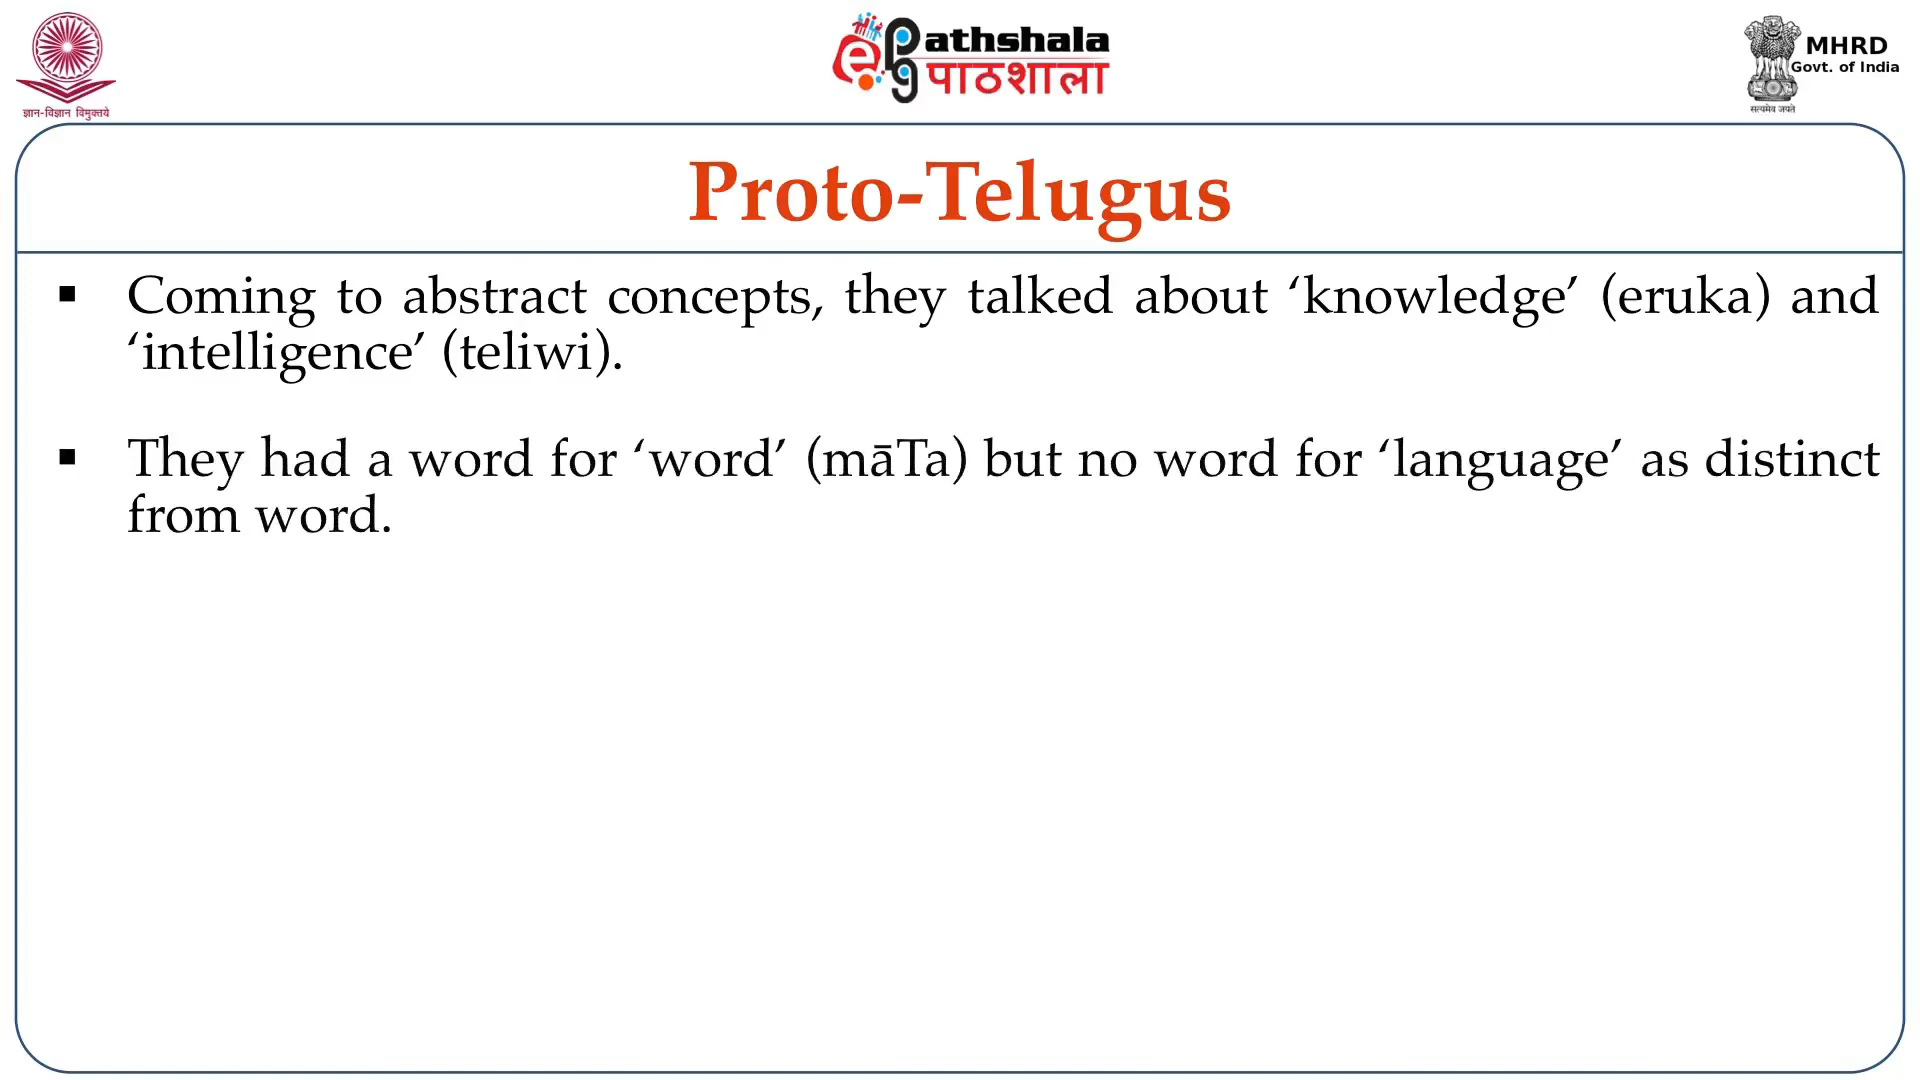 ज्ञान-विज्ञान विमुक्तये
e PG athshala
पाठशाला
MHRD
Govt. of India
सत्यमेव जयते
Proto-Telugus
▪ Coming to abstract concepts, they talked about ‘knowledge’ (eruka) and
‘intelligence’ (teliwi).
▪ They had a word for ‘word’ (māTa) but no word for ‘language’ as distinct
from word.